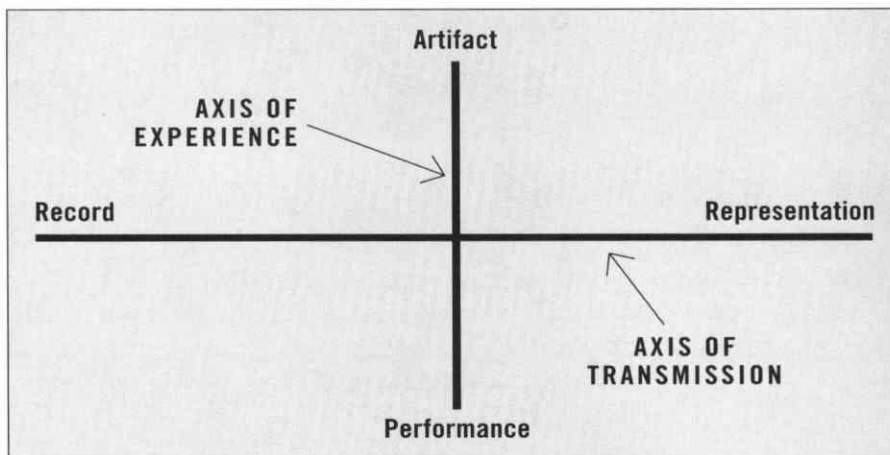 Artifact
AXIS OF
EXPERIENCE
Record
Representation
AXIS OF
TRANSMISSION
Performance